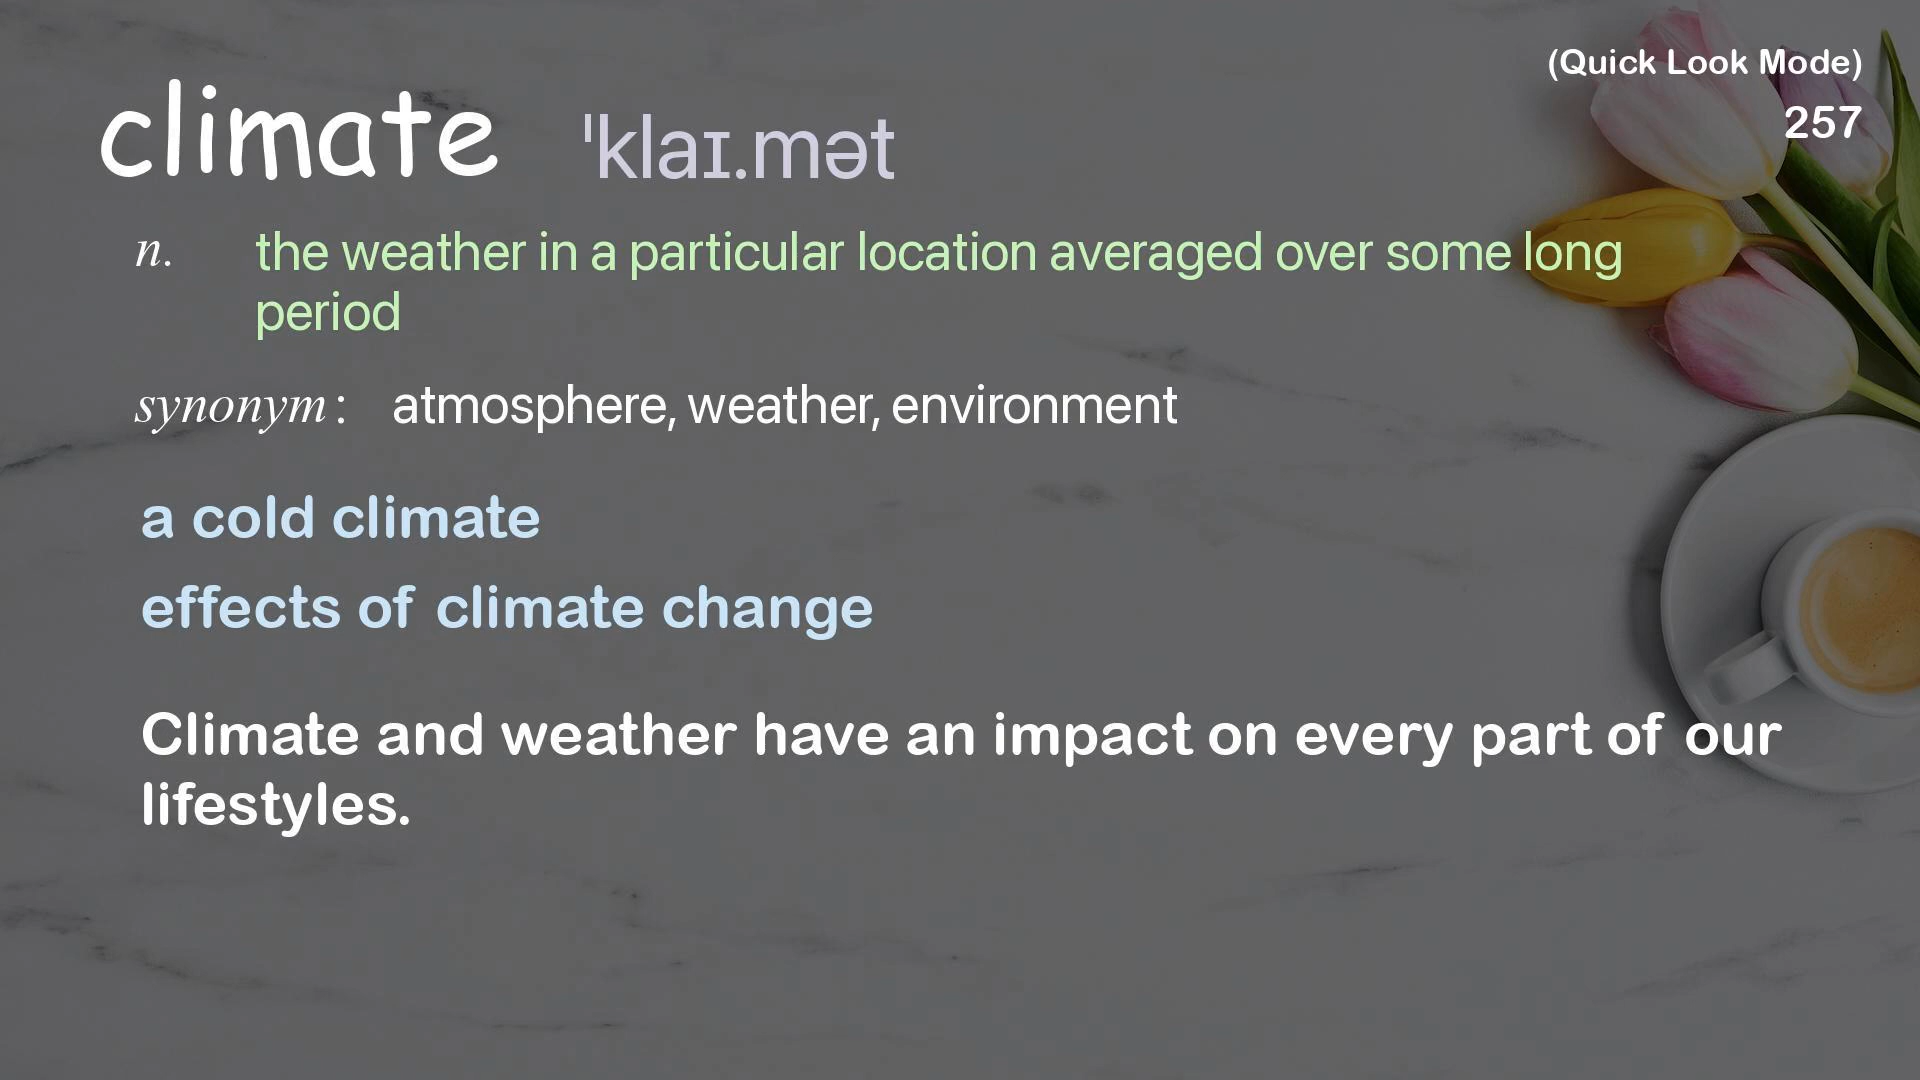 (Quick Look Mode)
257
climate ˈklaɪ.mət
n. the weather in a particular location averaged over some long
period
synonym: atmosphere, weather, environment
a cold climate
effects of climate change
Climate and weather have an impact on every part of our
lifestyles.